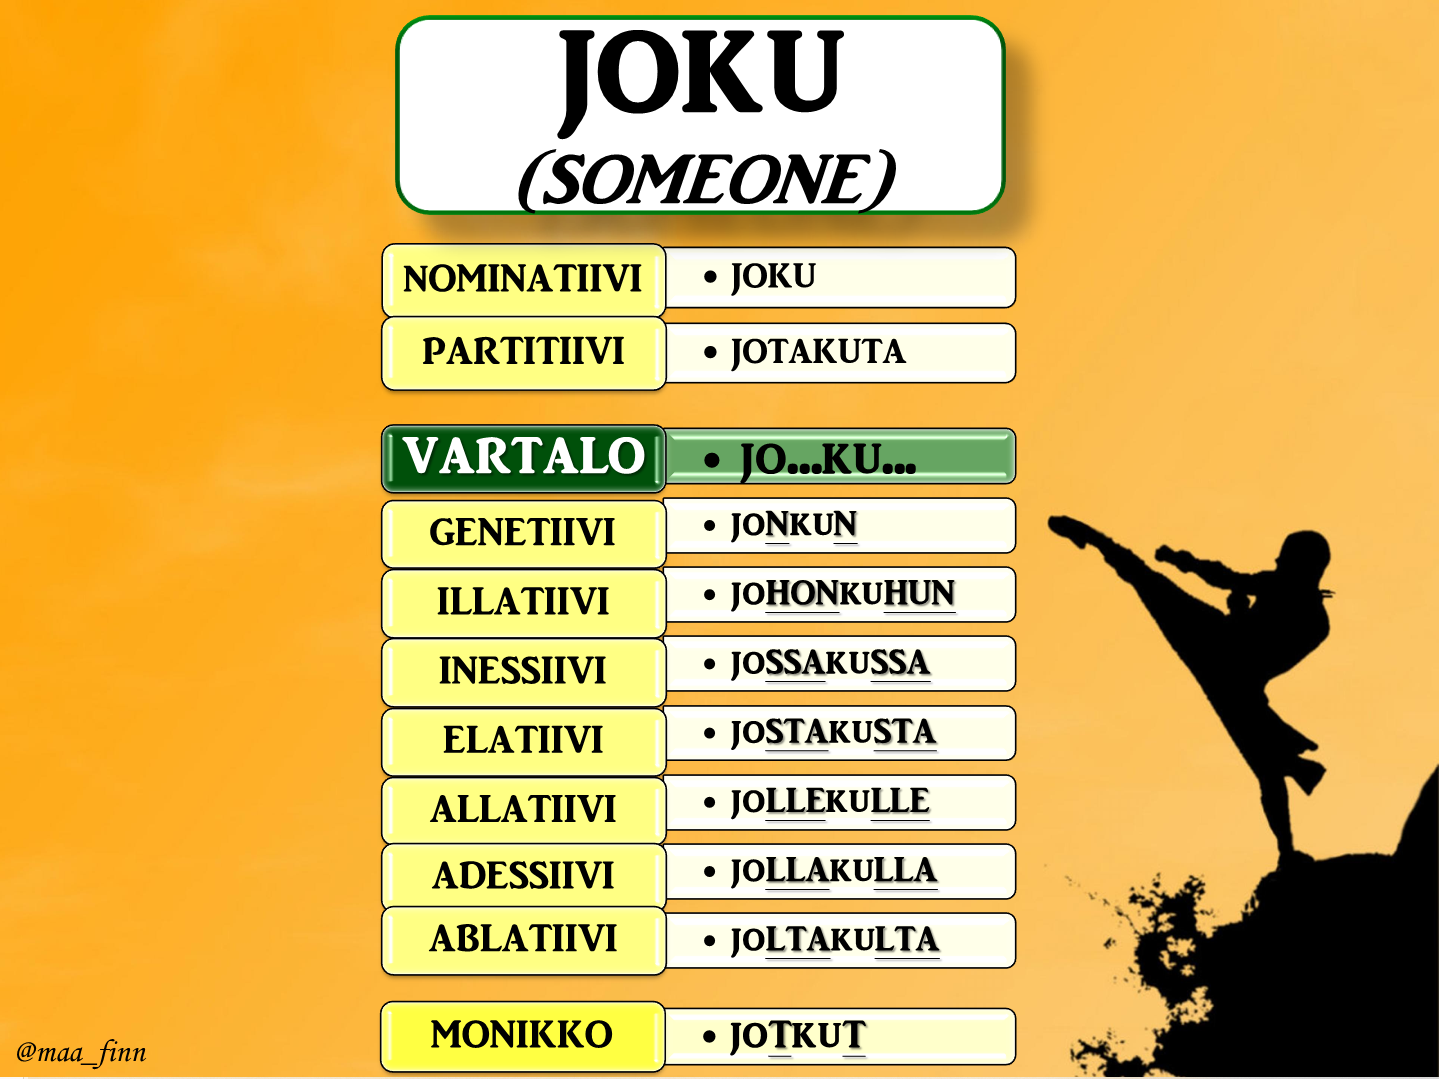 JOKU
(SOMEONE)
NOMINATIIVI • JOKU
PARTITIIVI • JOTAKUTA
VARTALO • JO...KU...
GENETIIVI • JONKUN
ILLATIIVI • JOHONKUHUN
INESSIIVI • JOSSAKUSSA
ELATIIVI • JOSTAKUSTA
ALLATIIVI • JOLLEKULLE
ADESSIIVI • JOLLAKULLA
ABLATIIVI • JOLTAKULTA
MONIKKO • JOTKUT
@maa_finn